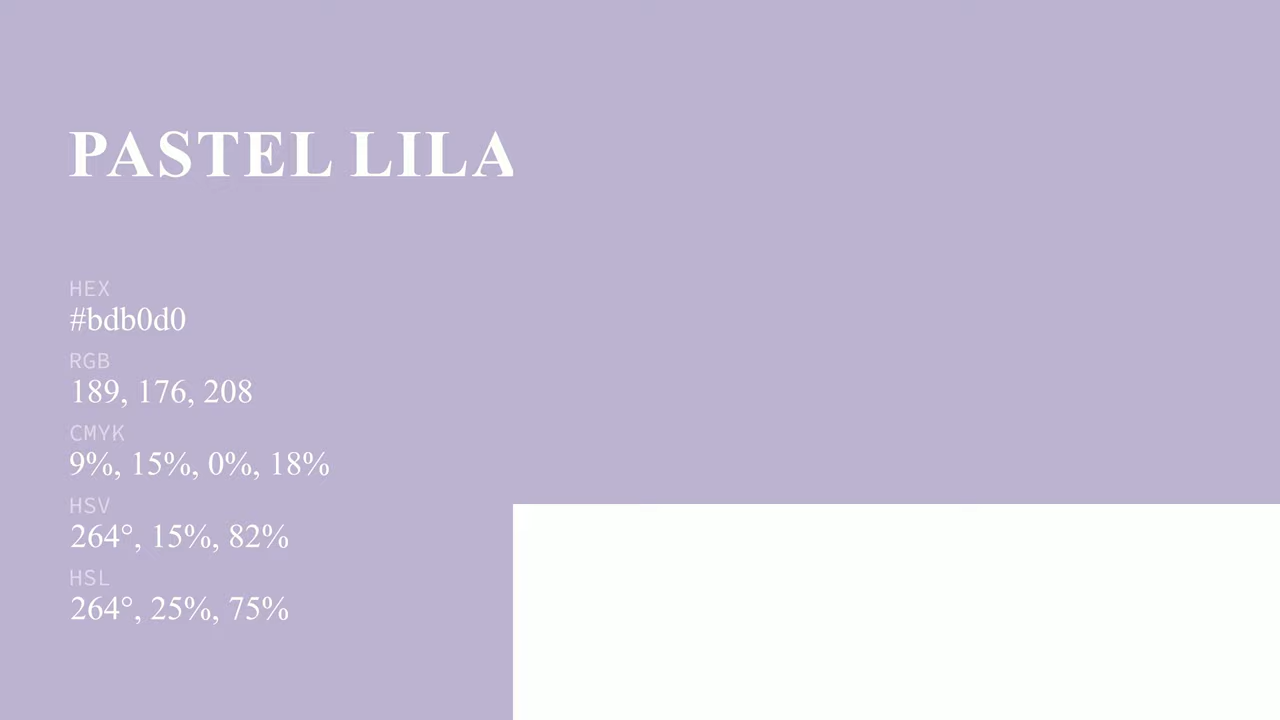 PASTEL LILA
HEX
#bdb0d0
RGB
189, 176, 208
CMYK
9%, 15%, 0%, 18%
HSV
264°, 15%, 82%
HSL
264°, 25%, 75%